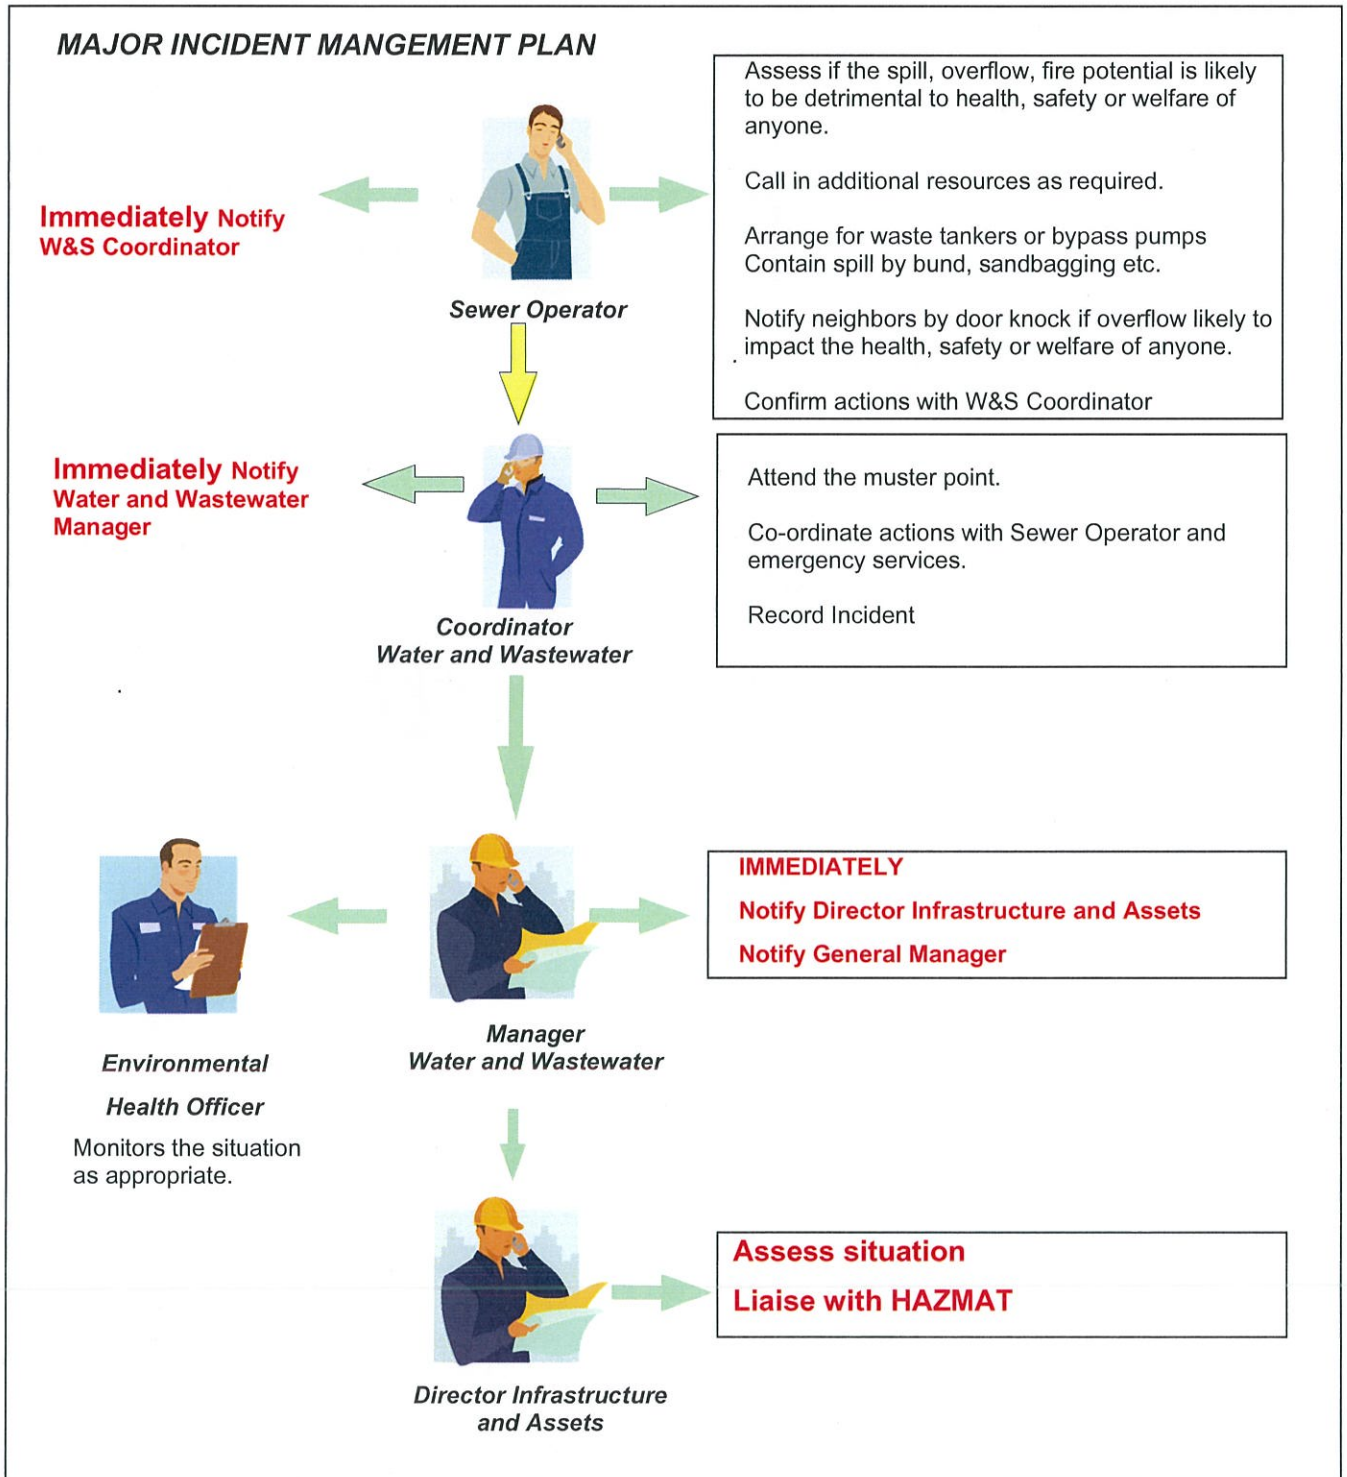 MAJOR INCIDENT MANGEMENT PLAN
Assess if the spill, overflow, fire potential is likely
to be detrimental to health, safety or welfare of
anyone.
Call in additional resources as required.
Arrange for waste tankers or bypass pumps
Contain spill by bund, sandbagging etc.
Notify neighbors by door knock if overflow likely to
impact the health, safety or welfare of anyone.
Confirm actions with W&S Coordinator
Immediately Notify
W&S Coordinator
Sewer Operator
Immediately Notify
Water and Wastewater
Manager
Attend the muster point.
Co-ordinate actions with Sewer Operator and
emergency services.
Record Incident
Coordinator
Water and Wastewater
IMMEDIATELY
Notify Director Infrastructure and Assets
Notify General Manager
Manager
Water and Wastewater
Environmental
Health Officer
Monitors the situation
as appropriate.
Assess situation
Liaise with HAZMAT
Director Infrastructure
and Assets